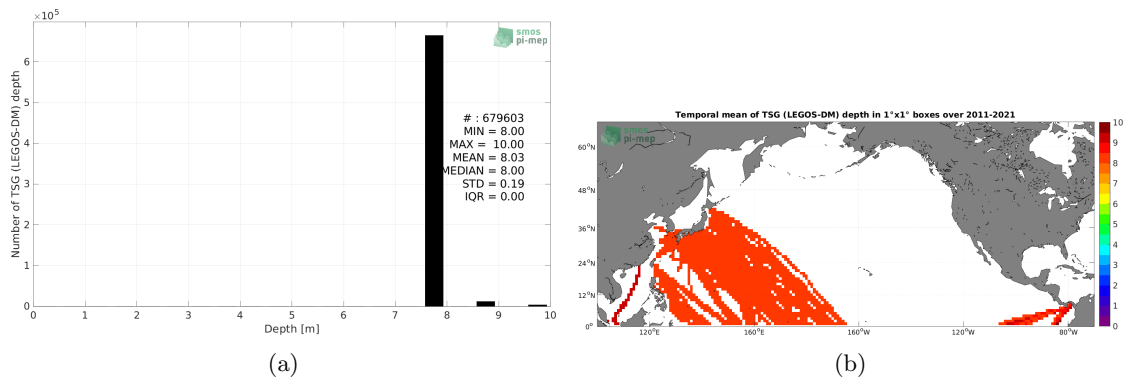 ×10⁵
smos
pi-mep
6
5
4
3
2
1
0
Number of TSG (LEGOS-DM) depth
# : 679603
MIN = 8.00
MAX = 10.00
MEAN = 8.03
MEDIAN = 8.00
STD = 0.19
IQR = 0.00
0 1 2 3 4 5 6 7 8 9 10
Depth [m]
(a)
Temporal mean of TSG (LEGOS-DM) depth in 1°x1° boxes over 2011-2021
smos
pi-mep
60°N
48°N
36°N
24°N
12°N
0°
120°E 160°E 160°W 120°W 80°W
10
9
8
7
6
5
4
3
2
1
0
(b)